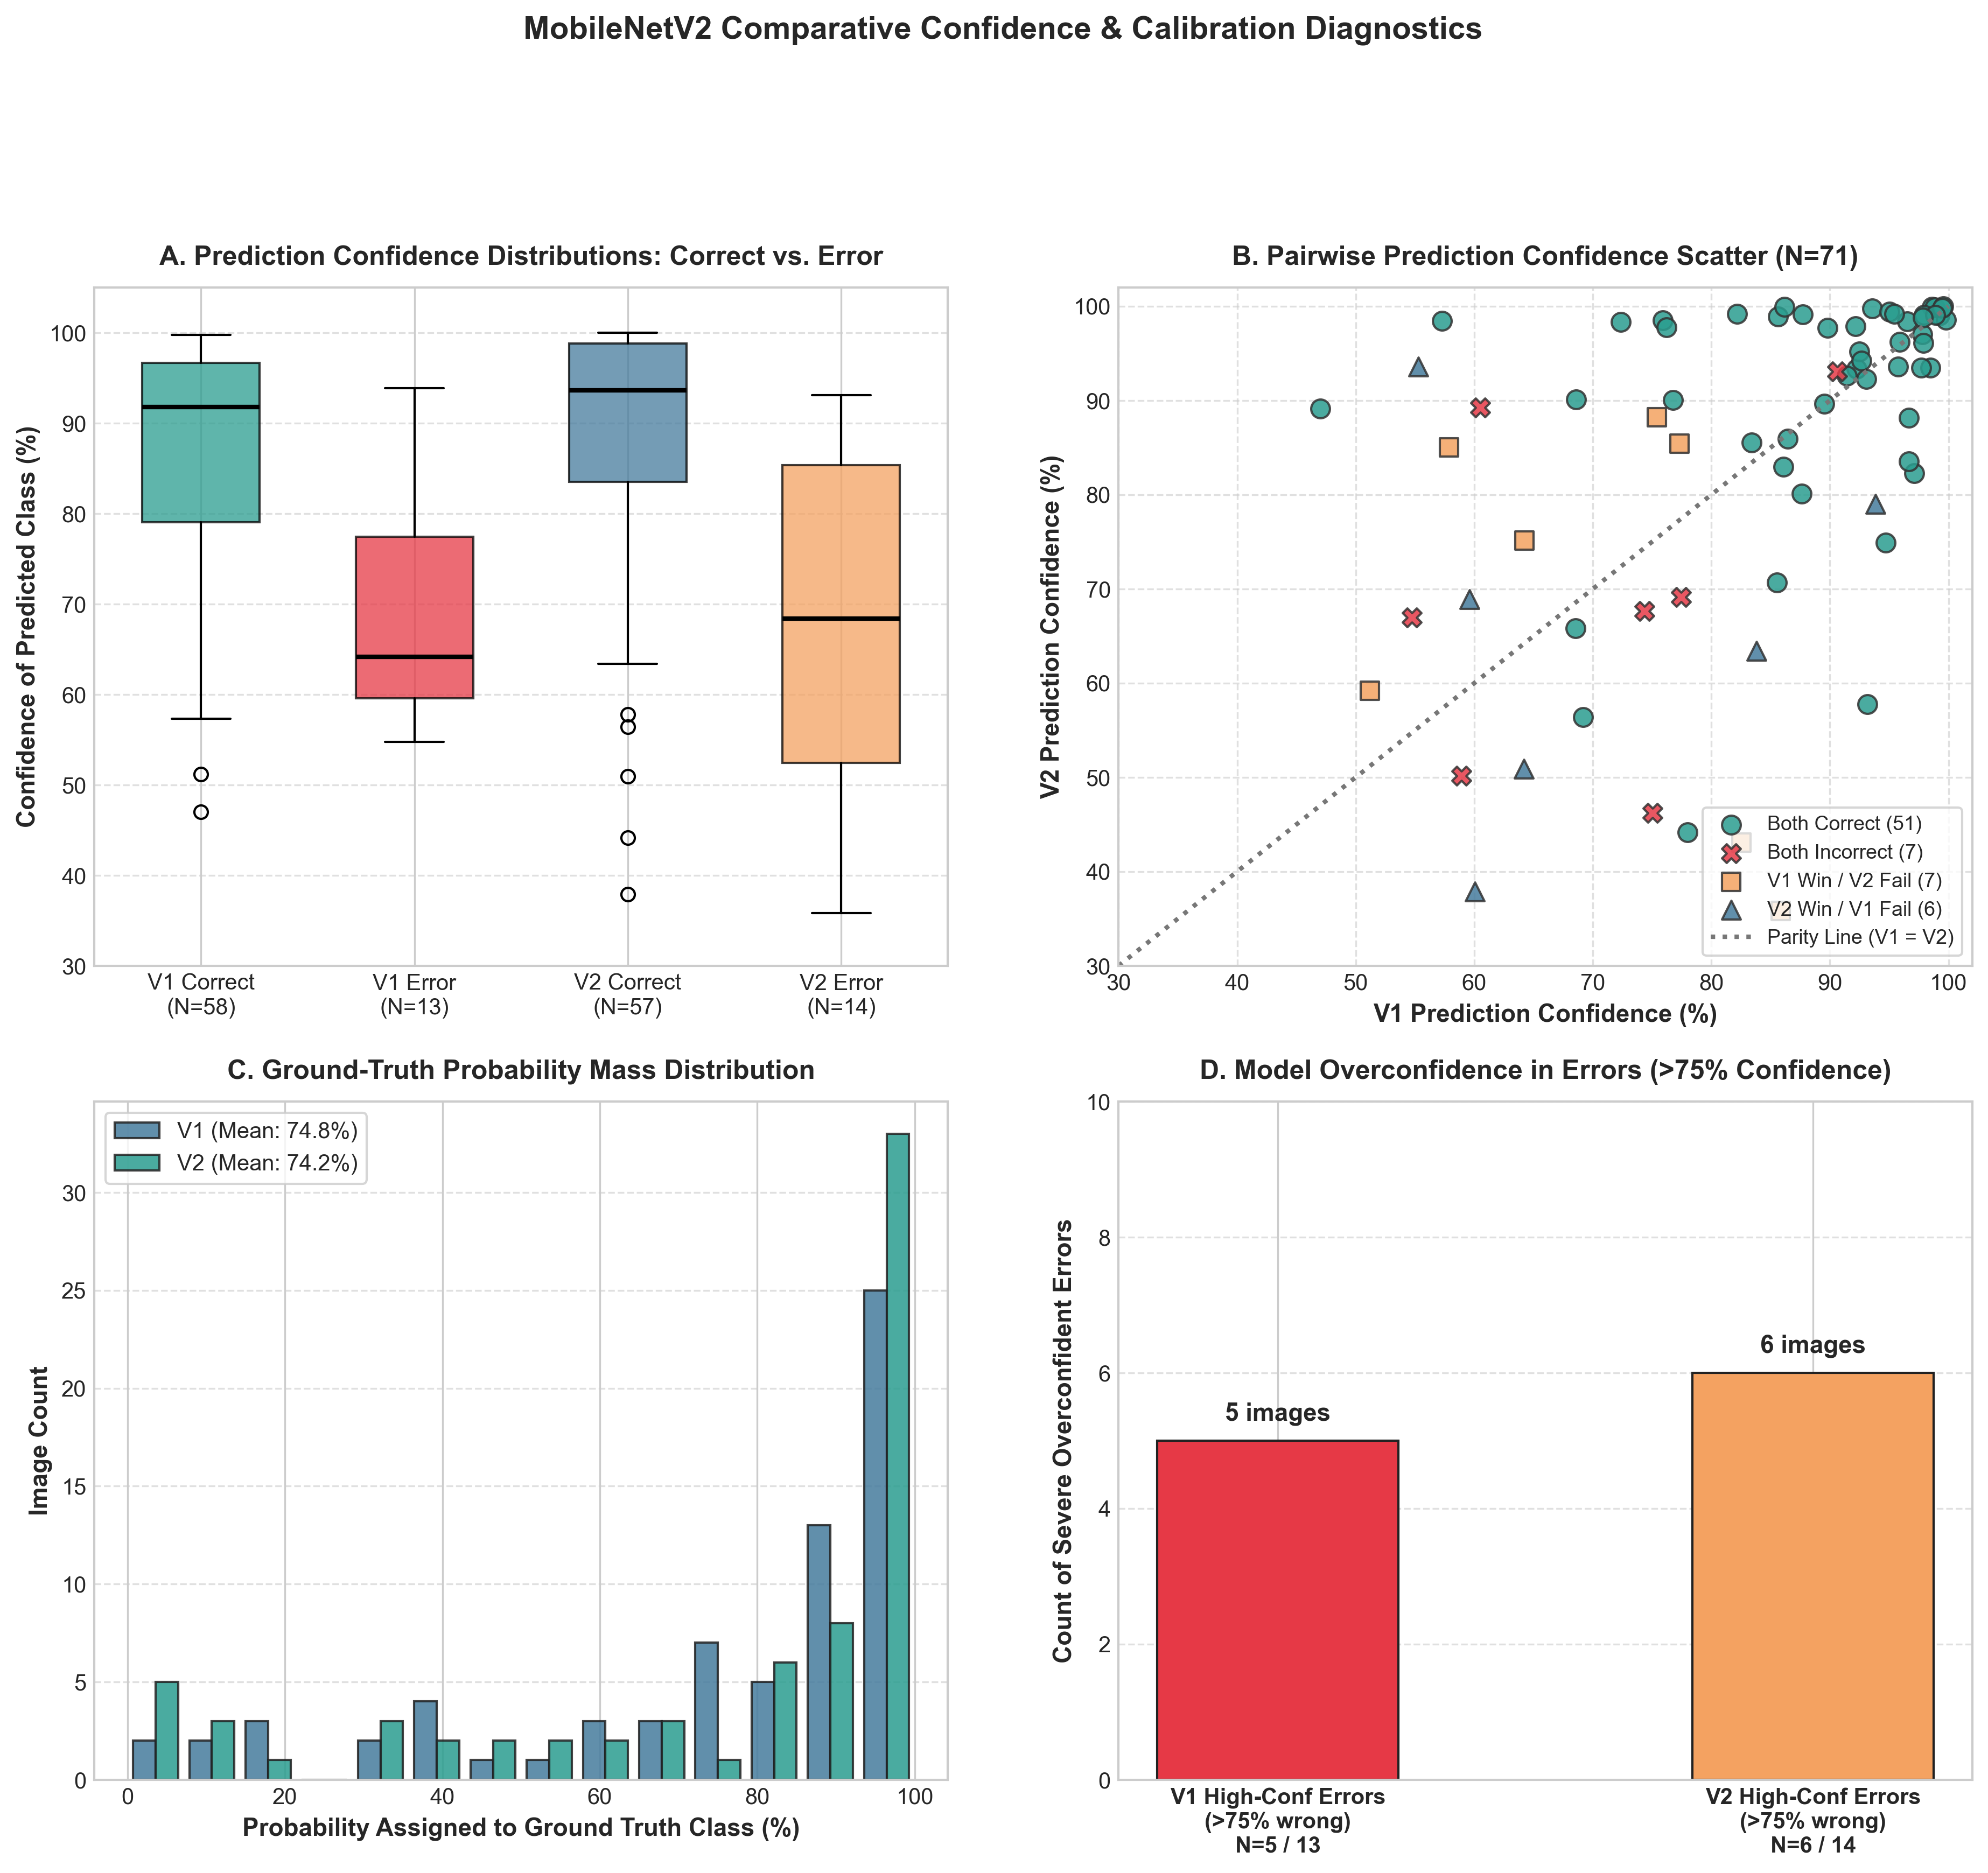 MobileNetV2 Comparative Confidence & Calibration Diagnostics
A. Prediction Confidence Distributions: Correct vs. Error
Confidence of Predicted Class (%)
100
90
80
70
60
50
40
30
V1 Correct
(N=58)
V1 Error
(N=13)
V2 Correct
(N=57)
V2 Error
(N=14)
B. Pairwise Prediction Confidence Scatter (N=71)
V2 Prediction Confidence (%)
100
90
80
70
60
50
40
30
Both Correct (51)
Both Incorrect (7)
V1 Win / V2 Fail (7)
V2 Win / V1 Fail (6)
Parity Line (V1 = V2)
30 40 50 60 70 80 90 100
V1 Prediction Confidence (%)
C. Ground-Truth Probability Mass Distribution
V1 (Mean: 74.8%)
V2 (Mean: 74.2%)
Image Count
30
25
20
15
10
5
0
0 20 40 60 80 100
Probability Assigned to Ground Truth Class (%)
D. Model Overconfidence in Errors (>75% Confidence)
Count of Severe Overconfident Errors
10
8
6
4
2
0
5 images
6 images
V1 High-Conf Errors
(>75% wrong)
N=5 / 13
V2 High-Conf Errors
(>75% wrong)
N=6 / 14